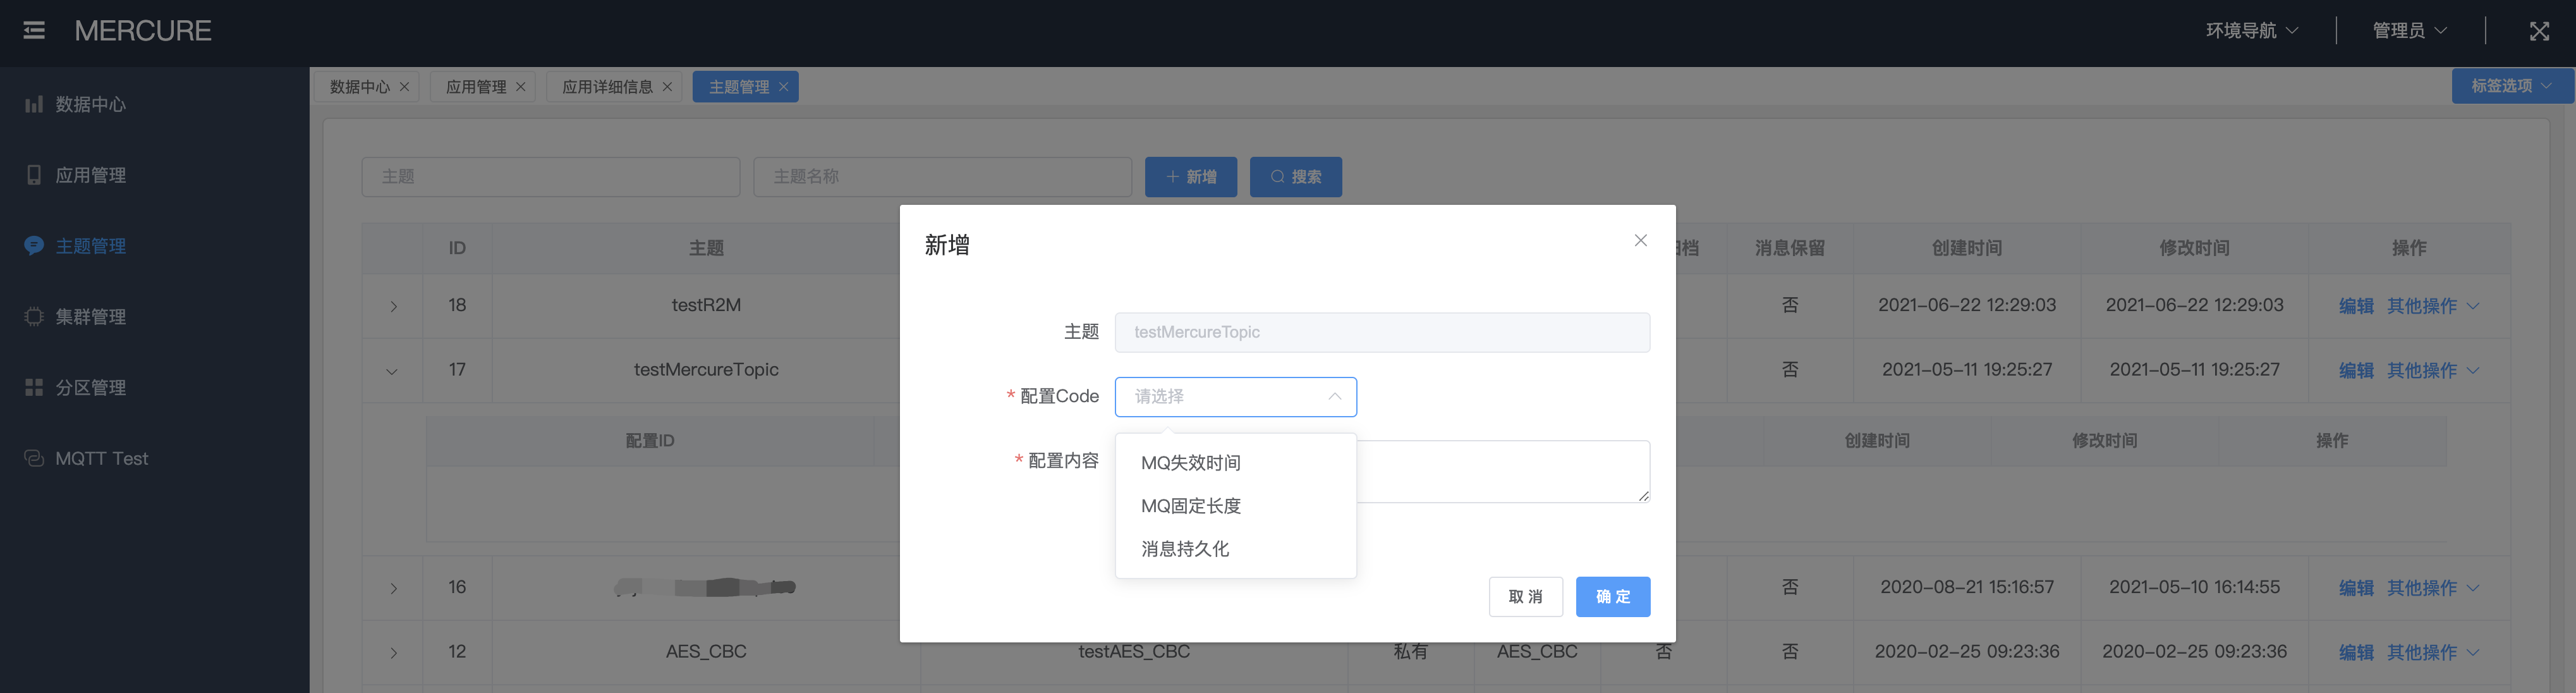 MERCURE
环境导航
管理员
数据中心
应用管理
应用详细信息
主题管理
标签选项
数据中心
应用管理
主题管理
集群管理
分区管理
MQTT Test
主题
主题名称
新增
搜索
ID
主题
归档
消息保留
创建时间
修改时间
操作
18
testR2M
否
2021-06-22 12:29:03
2021-06-22 12:29:03
编辑 其他操作
17
testMercureTopic
否
2021-05-11 19:25:27
2021-05-11 19:25:27
编辑 其他操作
配置ID
创建时间
修改时间
操作
16
否
2020-08-21 15:16:57
2021-05-10 16:14:55
编辑 其他操作
12
AES_CBC
testAES_CBC
私有
AES_CBC
否
否
2020-02-25 09:23:36
2020-02-25 09:23:36
编辑 其他操作
新增
主题
testMercureTopic
* 配置Code
请选择
* 配置内容
MQ失效时间
MQ固定长度
消息持久化
取 消
确 定